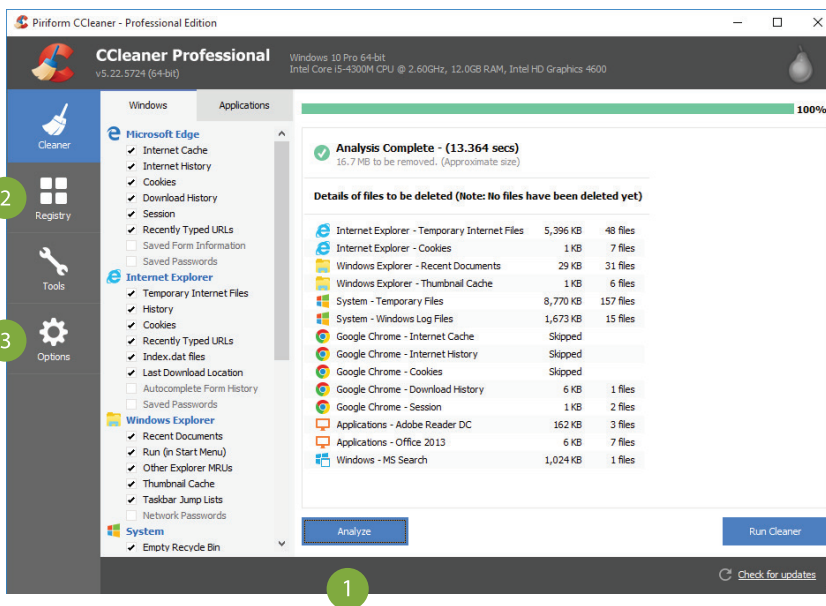 Piriform CCleaner - Professional Edition
CCleaner Professional
v5.22.5724 (64-bit)
Windows 10 Pro 64-bit
Intel Core i5-4300M CPU @ 2.60GHz, 12.0GB RAM, Intel HD Graphics 4600
Cleaner
2
Registry
Tools
3
Options
Windows
Applications
Microsoft Edge
Internet Cache
Internet History
Cookies
Download History
Session
Recently Typed URLs
Saved Form Information
Saved Passwords
Internet Explorer
Temporary Internet Files
History
Cookies
Recently Typed URLs
Index.dat files
Last Download Location
Autocomplete Form History
Saved Passwords
Windows Explorer
Recent Documents
Run (in Start Menu)
Other Explorer MRUs
Thumbnail Cache
Taskbar Jump Lists
Network Passwords
System
Empty Recycle Bin
100%
Analysis Complete - (13.364 secs)
16.7 MB to be removed. (Approximate size)
Details of files to be deleted (Note: No files have been deleted yet)
Internet Explorer - Temporary Internet Files 5,396 KB 48 files
Internet Explorer - Cookies 1 KB 7 files
Windows Explorer - Recent Documents 29 KB 31 files
Windows Explorer - Thumbnail Cache 1 KB 6 files
System - Temporary Files 8,770 KB 157 files
System - Windows Log Files 1,673 KB 15 files
Google Chrome - Internet Cache Skipped
Google Chrome - Internet History Skipped
Google Chrome - Cookies Skipped
Google Chrome - Download History 6 KB 1 files
Google Chrome - Session 1 KB 2 files
Applications - Adobe Reader DC 162 KB 3 files
Applications - Office 2013 6 KB 7 files
Windows - MS Search 1,024 KB 1 files
Analyze
Run Cleaner
1
Check for updates